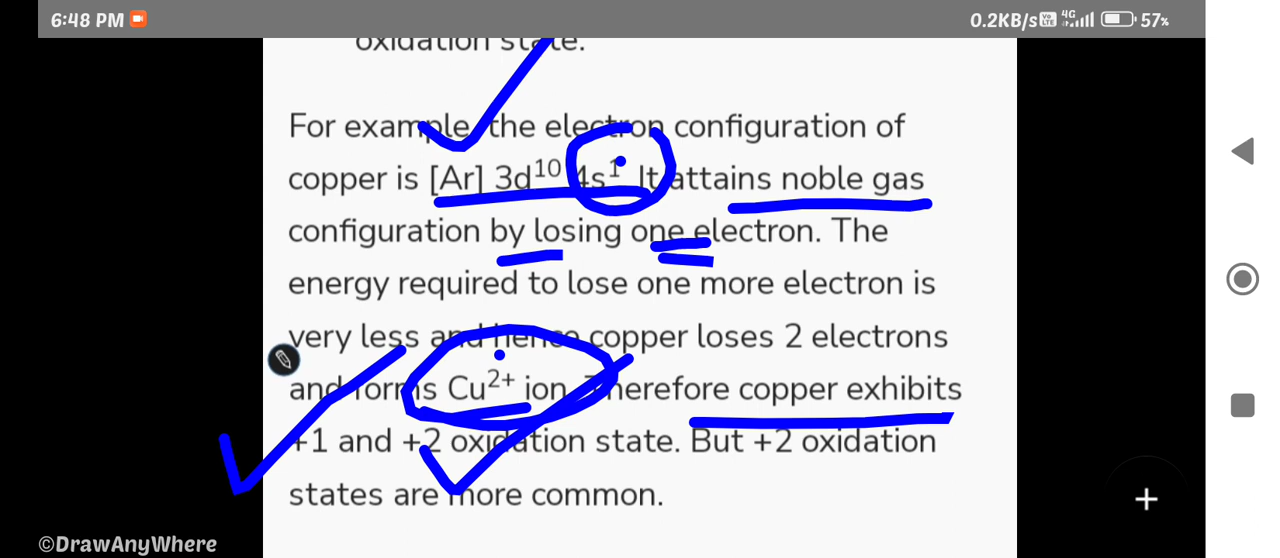 6:48 PM
0.2KB/s 4G 57%
oxidation state.
For example, the electron configuration of
copper is [Ar] 3d¹⁰ 4s¹ It attains noble gas
configuration by losing one electron. The
energy required to lose one more electron is
very less and hence copper loses 2 electrons
and forms Cu²⁺ ion. Therefore copper exhibits
+1 and +2 oxidation state. But +2 oxidation
states are more common.
©DrawAnyWhere